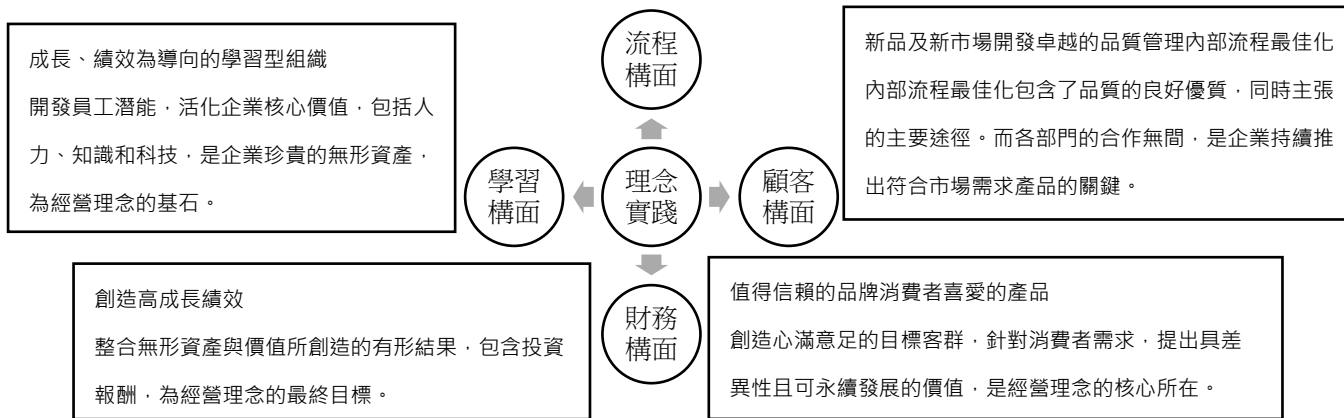 流程
構面
成長、績效為導向的學習型組織
開發員工潛能，活化企業核心價值，包括人
力、知識和科技，是企業珍貴的無形資產，
為經營理念的基石。
新品及新市場開發卓越的品質管理內部流程最佳化
內部流程最佳化包含了品質的良好優質，同時主張
的主要途徑。而各部門的合作無間，是企業持續推
出符合市場需求產品的關鍵。
學習
構面
理念
實踐
顧客
構面
創造高成長績效
整合無形資產與價值所創造的有形結果，包含投資
報酬，為經營理念的最終目標。
財務
構面
值得信賴的品牌消費者喜愛的產品
創造心滿意足的目標客群，針對消費者需求，提出具差
異性且可永續發展的價值，是經營理念的核心所在。